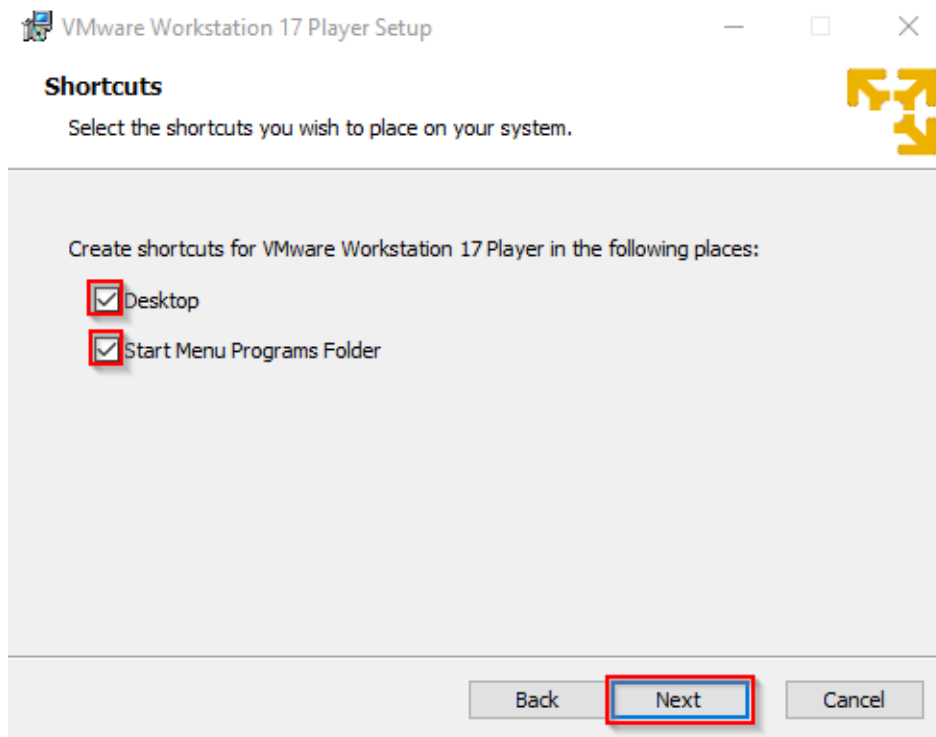 VMware Workstation 17 Player Setup
Shortcuts
Select the shortcuts you wish to place on your system.
Create shortcuts for VMware Workstation 17 Player in the following places:
Desktop
Start Menu Programs Folder
Back Next Cancel